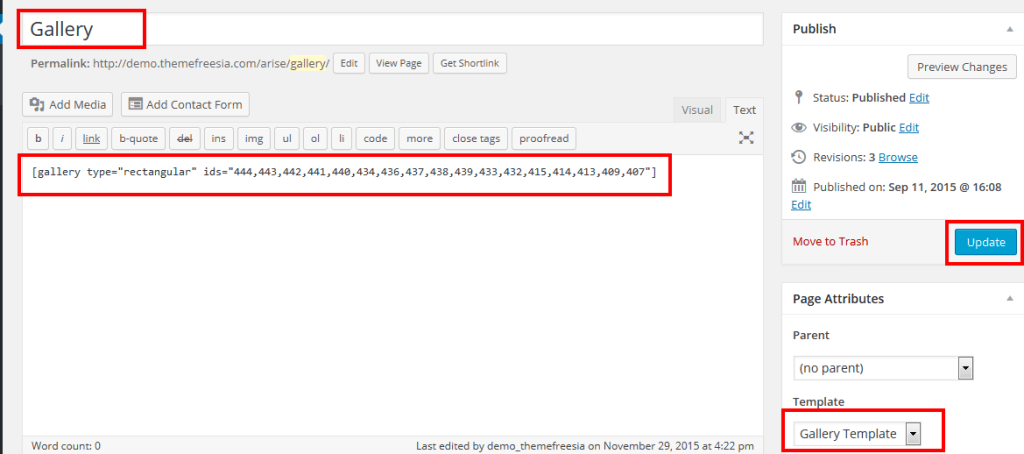 Gallery
Permalink: http://demo.themefreesia.com/arise/gallery/ Edit View Page Get Shortlink
Add Media Add Contact Form
Visual Text
b i link b-quote del ins img ul ol li code more close tags proofread
[gallery type="rectangular" ids="444,443,442,441,440,434,436,437,438,439,433,432,415,414,413,409,407"]
Word count: 0
Last edited by demo_themefreesia on November 29, 2015 at 4:22 pm
Publish
Preview Changes
Status: Published Edit
Visibility: Public Edit
Revisions: 3 Browse
Published on: Sep 11, 2015 @ 16:08
Edit
Move to Trash Update
Page Attributes
Parent
(no parent)
Template
Gallery Template